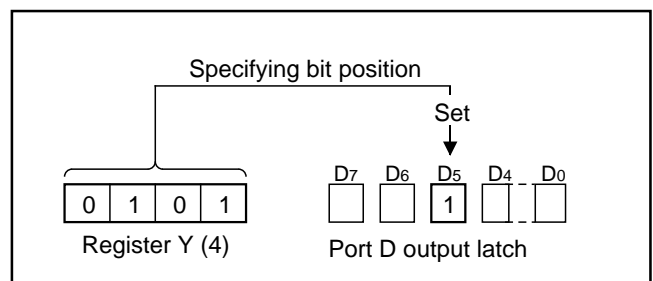 Specifying bit position
Set
D7 D6 D5 D4 D0
0 1 0 1 1
Register Y (4) Port D output latch